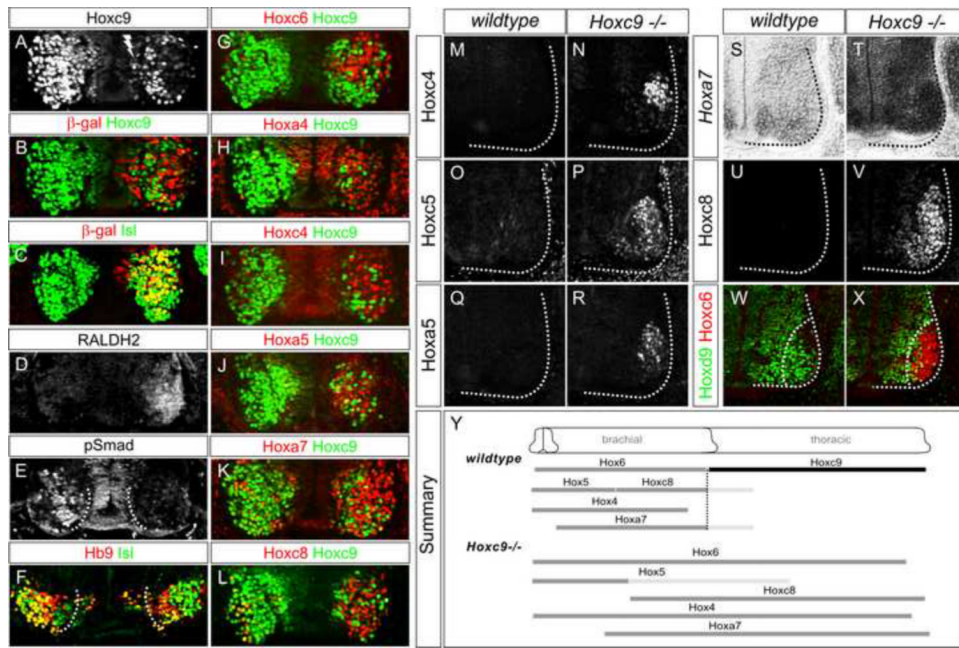 Hoxc9
A
Hoxc6 Hoxc9
G
β-gal Hoxc9
B
Hoxa4 Hoxc9
H
β-gal Isl
C
Hoxc4 Hoxc9
I
RALDH2
D
Hoxa5 Hoxc9
J
pSmad
E
Hoxa7 Hoxc9
K
Hb9 Isl
F
Hoxc8 Hoxc9
L
wildtype
Hoxc9 -/-
Hoxc4
M
N
Hoxc5
O
P
Hoxa5
Q
R
wildtype
Hoxc9 -/-
Hoxa7
S
T
Hoxc8
U
V
Hoxd9 Hoxc6
W
X
Summary
Y
brachial
thoracic
wildtype
Hox6
Hoxc9
Hox5
Hoxc8
Hox4
Hoxa7
Hoxc9-/-
Hox6
Hox5
Hoxc8
Hox4
Hoxa7